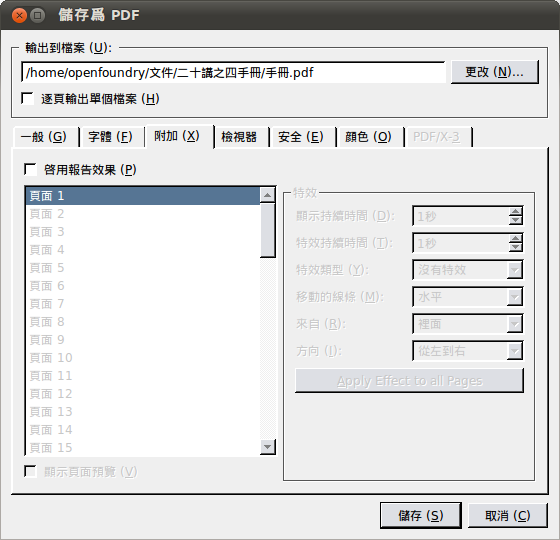 儲存爲 PDF
輸出到檔案 (U):
/home/openfoundry/文件/二十講之四手冊/手冊.pdf
更改 (N)...
逐頁輸出單個檔案 (H)
一般 (G) 字體 (F) 附加 (X) 檢視器 安全 (E) 顏色 (O) PDF/X-3
啓用報告效果 (P)
頁面 1
頁面 2
頁面 3
頁面 4
頁面 5
頁面 6
頁面 7
頁面 8
頁面 9
頁面 10
頁面 11
頁面 12
頁面 13
頁面 14
頁面 15
顯示頁面預覽 (V)
特效
顯示持續時間 (D): 1秒
特效持續時間 (T): 1秒
特效類型 (Y): 沒有特效
移動的線條 (M): 水平
來自 (R): 裡面
方向 (I): 從左到右
Apply Effect to all Pages
儲存 (S)
取消 (C)